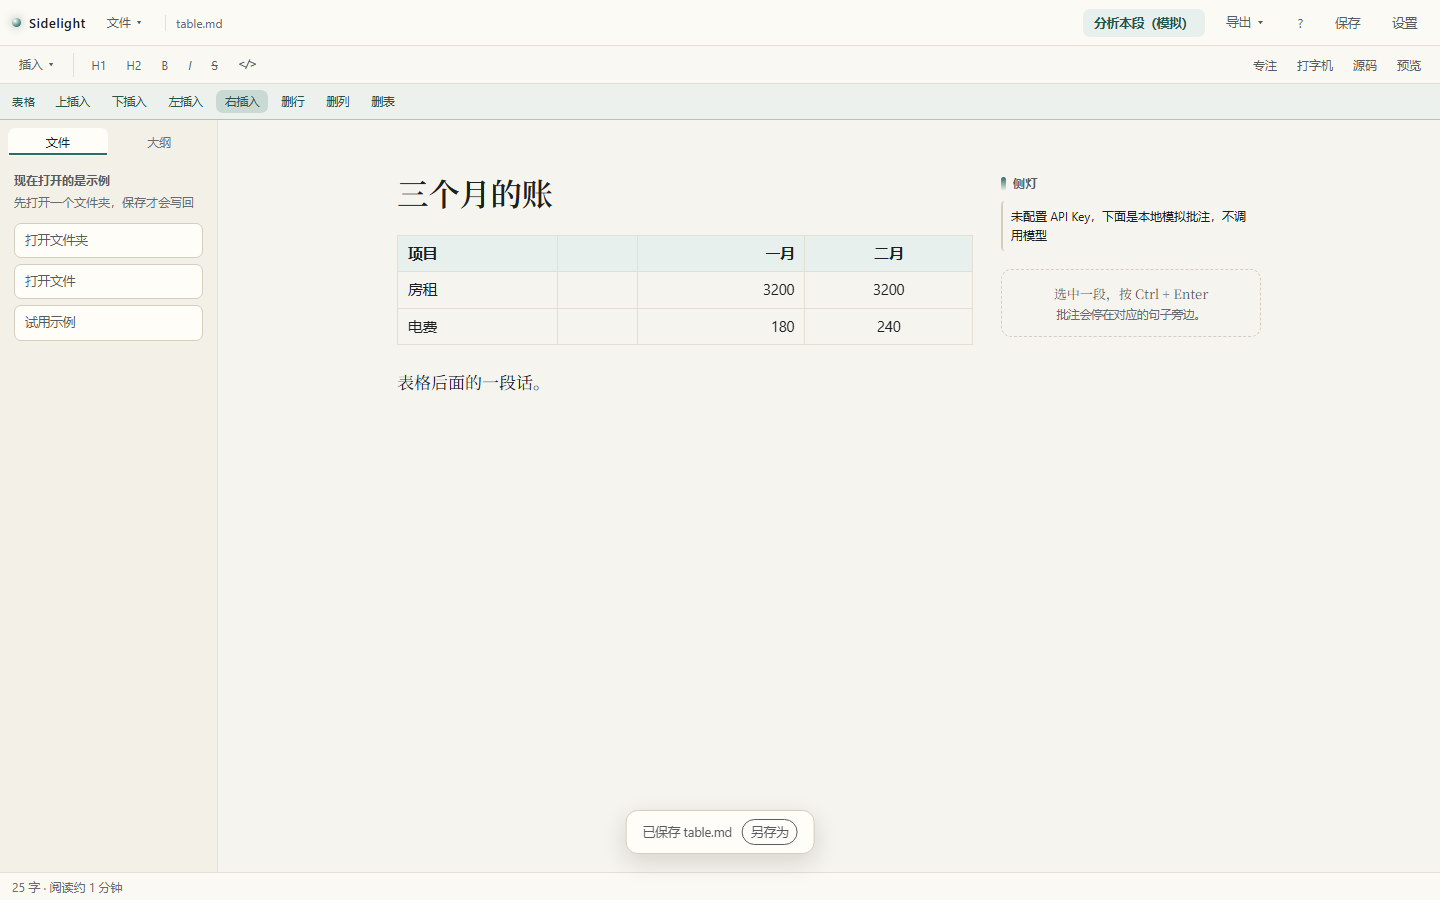 Sidelight 文件 table.md 分析本段（模拟） 导出 ? 保存 设置
插入 H1 H2 B I S </> 专注 打字机 源码 预览
表格 上插入 下插入 左插入 右插入 删行 删列 删表
文件 大纲
现在打开的是示例
先打开一个文件夹，保存才会写回
打开文件夹
打开文件
试用示例
三个月的账
项目 一月 二月
房租 3200 3200
电费 180 240
表格后面的一段话。
侧灯
未配置 API Key，下面是本地模拟批注，不调
用模型
选中一段，按 Ctrl + Enter
批注会停在对应的句子旁边。
已保存 table.md 另存为
25 字 · 阅读约 1 分钟